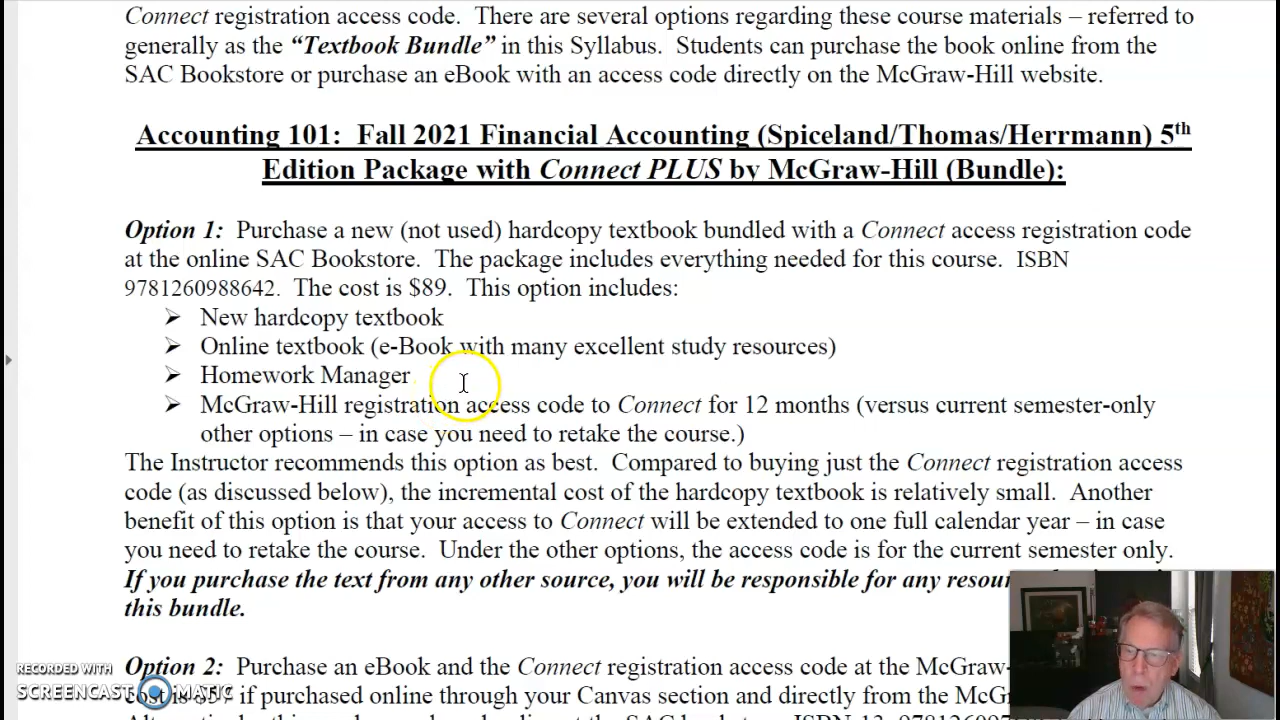 Connect registration access code.  There are several options regarding these course materials – referred to
generally as the “Textbook Bundle” in this Syllabus.  Students can purchase the book online from the
SAC Bookstore or purchase an eBook with an access code directly on the McGraw-Hill website.
Accounting 101:  Fall 2021 Financial Accounting (Spiceland/Thomas/Herrmann) 5th
Edition Package with Connect PLUS by McGraw-Hill (Bundle):
Option 1:  Purchase a new (not used) hardcopy textbook bundled with a Connect access registration code
at the online SAC Bookstore.  The package includes everything needed for this course.  ISBN
9781260988642.  The cost is $89.  This option includes:
➢ New hardcopy textbook
➢ Online textbook (e-Book with many excellent study resources)
➢ Homework Manager
➢ McGraw-Hill registration access code to Connect for 12 months (versus current semester-only
other options – in case you need to retake the course.)
The Instructor recommends this option as best.  Compared to buying just the Connect registration access
code (as discussed below), the incremental cost of the hardcopy textbook is relatively small.  Another
benefit of this option is that your access to Connect will be extended to one full calendar year – in case
you need to retake the course.  Under the other options, the access code is for the current semester only.
If you purchase the text from any other source, you will be responsible for any
this bundle.
Option 2:  Purchase an eBook and the Connect registration access code at the
if purchased online through your Canvas section and directly from the
RECORDED WITH
SCREENCAST-O-MATIC